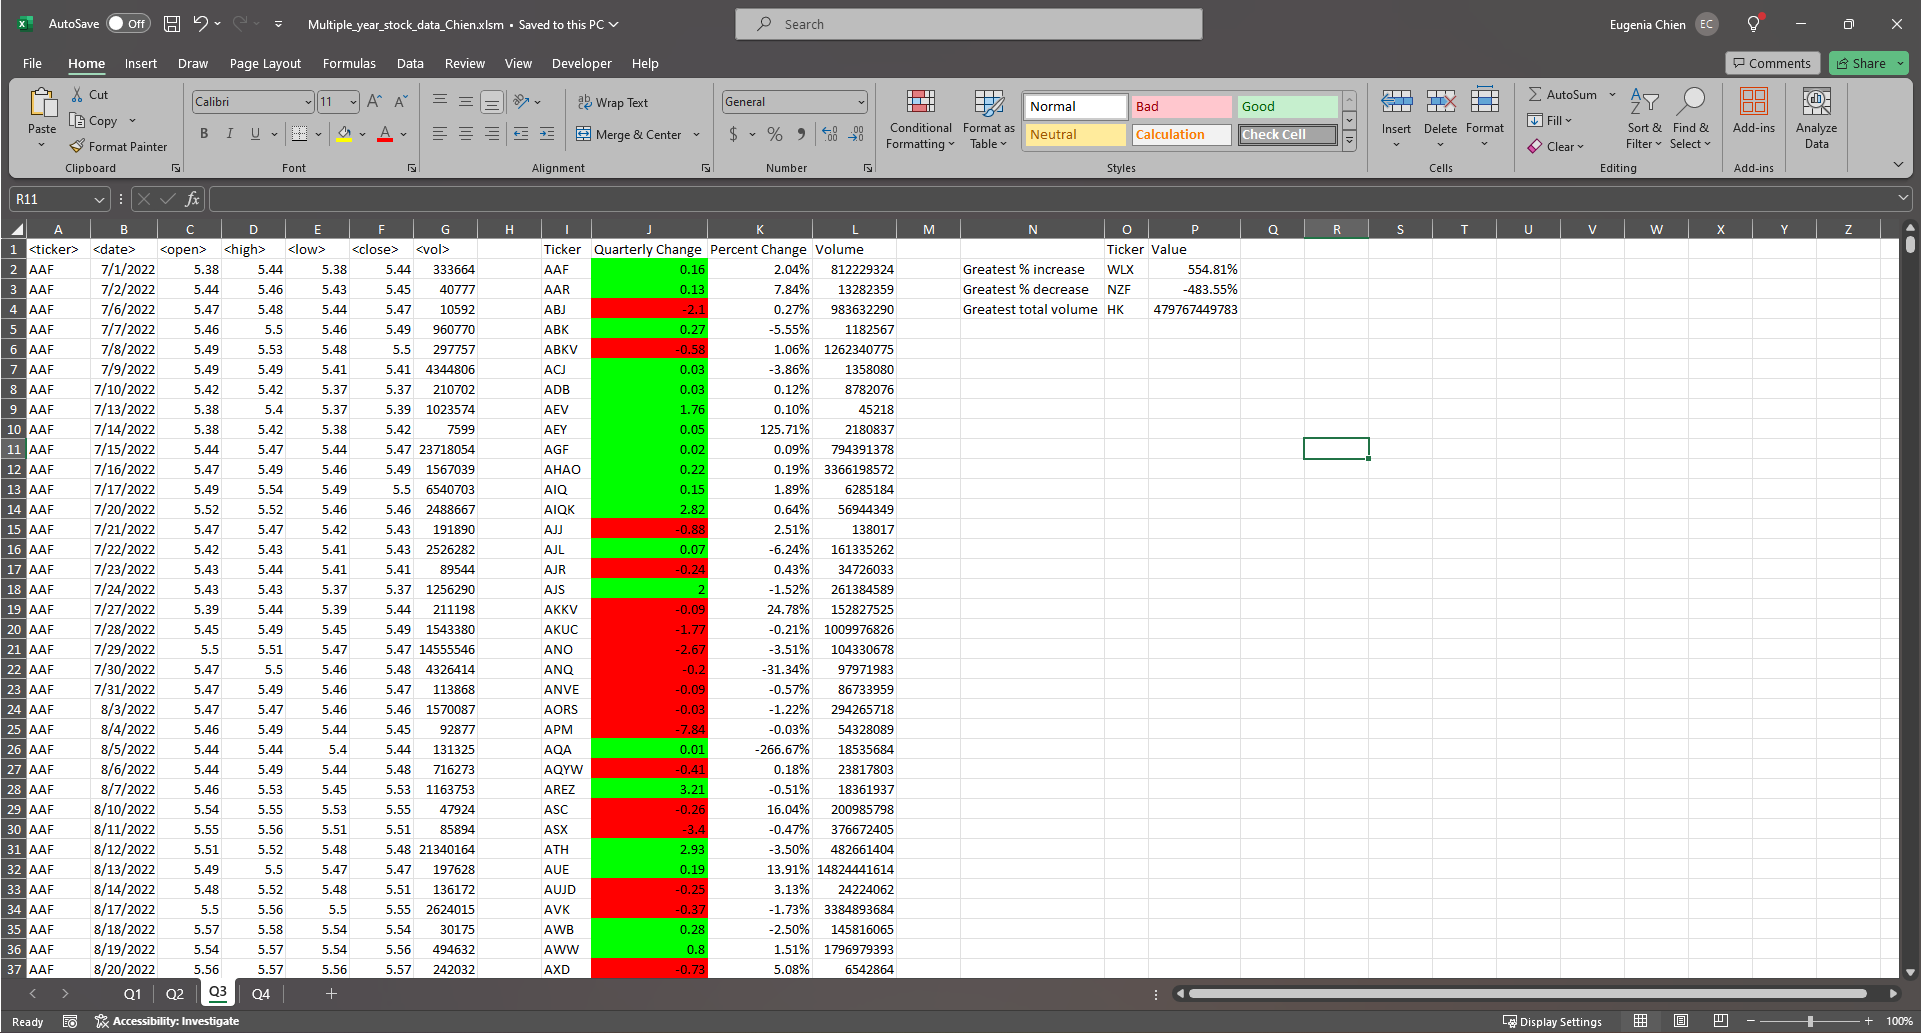 AutoSave Off Multiple_year_stock_data_Chien.xlsm • Saved to this PC Search Eugenia Chien EC
File Home Insert Draw Page Layout Formulas Data Review View Developer Help Comments Share
Paste Cut Copy Format Painter Clipboard
Calibri 11 B I U A Font
Wrap Text Merge & Center Alignment
General $ % Number
Conditional Formatting Format as Table Normal Bad Good Neutral Calculation Check Cell Styles
Insert Delete Format Cells
AutoSum Fill Clear Sort & Filter Find & Select Editing
Add-ins Add-ins
Analyze Data
R11 fx
A B C D E F G H I J K L M N O P Q R S T U V W X Y Z
1 <ticker> <date> <open> <high> <low> <close> <vol> Ticker Quarterly Change Percent Change Volume Ticker Value
2 AAF 7/1/2022 5.38 5.44 5.38 5.44 333664 AAF 0.16 2.04% 812229324 Greatest % increase WLX 554.81%
3 AAF 7/2/2022 5.44 5.46 5.43 5.45 40777 AAR 0.13 7.84% 13282359 Greatest % decrease NZF -483.55%
4 AAF 7/6/2022 5.47 5.48 5.44 5.47 10592 ABJ -2.1 0.27% 983632290 Greatest total volume HK 479767449783
5 AAF 7/7/2022 5.46 5.5 5.46 5.49 960770 ABK 0.27 -5.55% 1182567
6 AAF 7/8/2022 5.49 5.53 5.48 5.5 297757 ABKV -0.58 1.06% 1262340775
7 AAF 7/9/2022 5.49 5.49 5.41 5.41 4344806 ACJ 0.03 -3.86% 1358080
8 AAF 7/10/2022 5.42 5.42 5.37 5.37 210702 ADB 0.03 0.12% 8782076
9 AAF 7/13/2022 5.38 5.4 5.37 5.39 1023574 AEV 1.76 0.10% 45218
10 AAF 7/14/2022 5.38 5.42 5.38 5.42 7599 AEY 0.05 125.71% 2180837
11 AAF 7/15/2022 5.44 5.47 5.44 5.47 23718054 AGF 0.02 0.09% 794391378
12 AAF 7/16/2022 5.47 5.49 5.46 5.49 1567039 AHAO 0.22 0.19% 3366198572
13 AAF 7/17/2022 5.49 5.54 5.49 5.5 6540703 AIQ 0.15 1.89% 6285184
14 AAF 7/20/2022 5.52 5.52 5.46 5.46 2488667 AIQK 2.82 0.64% 56944349
15 AAF 7/21/2022 5.47 5.47 5.42 5.43 191890 AJJ -0.88 2.51% 138017
16 AAF 7/22/2022 5.42 5.43 5.41 5.43 2526282 AJL 0.07 -6.24% 161335262
17 AAF 7/23/2022 5.43 5.44 5.41 5.41 89544 AJR -0.24 0.43% 34726033
18 AAF 7/24/2022 5.43 5.43 5.37 5.37 1256290 AJS 2 -1.52% 261384589
19 AAF 7/27/2022 5.39 5.44 5.39 5.44 211198 AKKV -0.09 24.78% 152827525
20 AAF 7/28/2022 5.45 5.49 5.45 5.49 1543380 AKUC -1.77 -0.21% 1009976826
21 AAF 7/29/2022 5.5 5.51 5.47 5.47 14555546 ANO -2.67 -3.51% 104330678
22 AAF 7/30/2022 5.47 5.5 5.46 5.48 4326414 ANQ -0.2 -31.34% 97971983
23 AAF 7/31/2022 5.47 5.49 5.46 5.47 113868 ANVE -0.09 -0.57% 86733959
24 AAF 8/3/2022 5.47 5.47 5.46 5.46 1570087 AORS -0.03 -1.22% 294265718
25 AAF 8/4/2022 5.46 5.49 5.44 5.45 92877 APM -7.84 -0.03% 54328089
26 AAF 8/5/2022 5.44 5.44 5.4 5.44 131325 AQA 0.01 -266.67% 18535684
27 AAF 8/6/2022 5.44 5.49 5.44 5.48 716273 AQYW -0.41 0.18% 23817803
28 AAF 8/7/2022 5.46 5.53 5.45 5.53 1163753 AREZ 3.21 -0.51% 18361937
29 AAF 8/10/2022 5.54 5.55 5.53 5.55 47924 ASC -0.26 16.04% 200985798
30 AAF 8/11/2022 5.55 5.56 5.51 5.51 85894 ASX -3.4 -0.47% 376672405
31 AAF 8/12/2022 5.51 5.52 5.48 5.48 21340164 ATH 2.93 -3.50% 482661404
32 AAF 8/13/2022 5.49 5.5 5.47 5.47 197628 AUE 0.19 13.91% 14824441614
33 AAF 8/14/2022 5.48 5.52 5.48 5.51 136172 AUJD -0.25 3.13% 24224062
34 AAF 8/17/2022 5.5 5.56 5.5 5.55 2624015 AVK -0.37 -1.73% 3384893684
35 AAF 8/18/2022 5.57 5.58 5.54 5.54 30175 AWB 0.28 -2.50% 145816065
36 AAF 8/19/2022 5.54 5.57 5.54 5.56 494632 AWW 0.8 1.51% 1796979393
37 AAF 8/20/2022 5.56 5.57 5.56 5.57 242032 AXD -0.73 5.08% 6542864
Q1 Q2 Q3 Q4
Ready Accessibility: Investigate Display Settings 100%